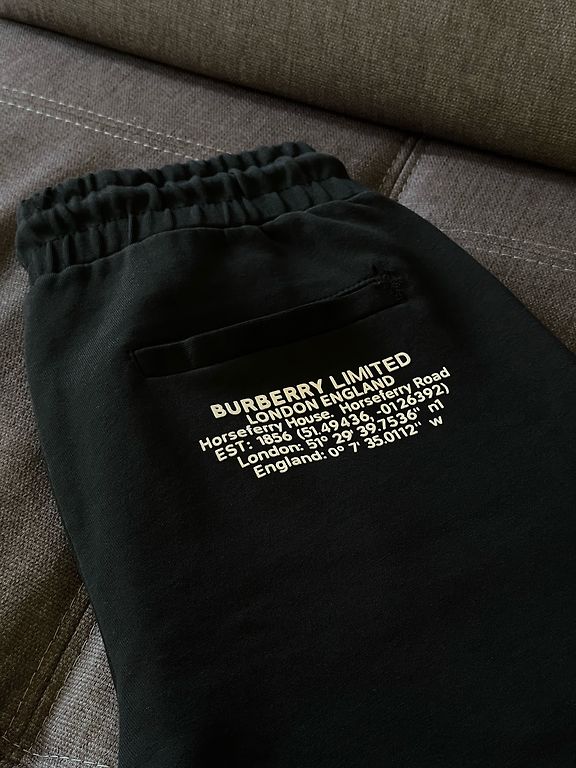 BURBERRY LIMITED
LONDON ENGLAND
Horseferry House. Horseferry Road
EST: 1856 (51.49436, -0126392)
London: 51° 29' 39.7536" n1
England: 0° 7' 35.0112" w